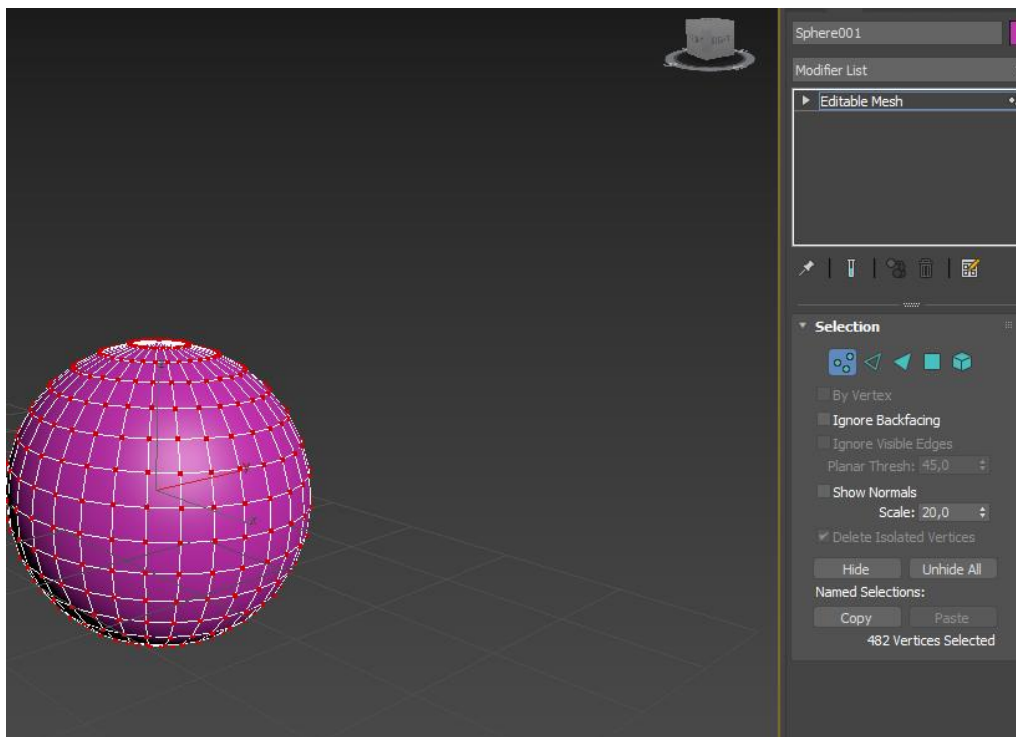 Sphere001
Modifier List
Editable Mesh
Selection
By Vertex
Ignore Backfacing
Ignore Visible Edges
Planar Thresh: 45,0
Show Normals
Scale: 20,0
Delete Isolated Vertices
Hide Unhide All
Named Selections:
Copy Paste
482 Vertices Selected